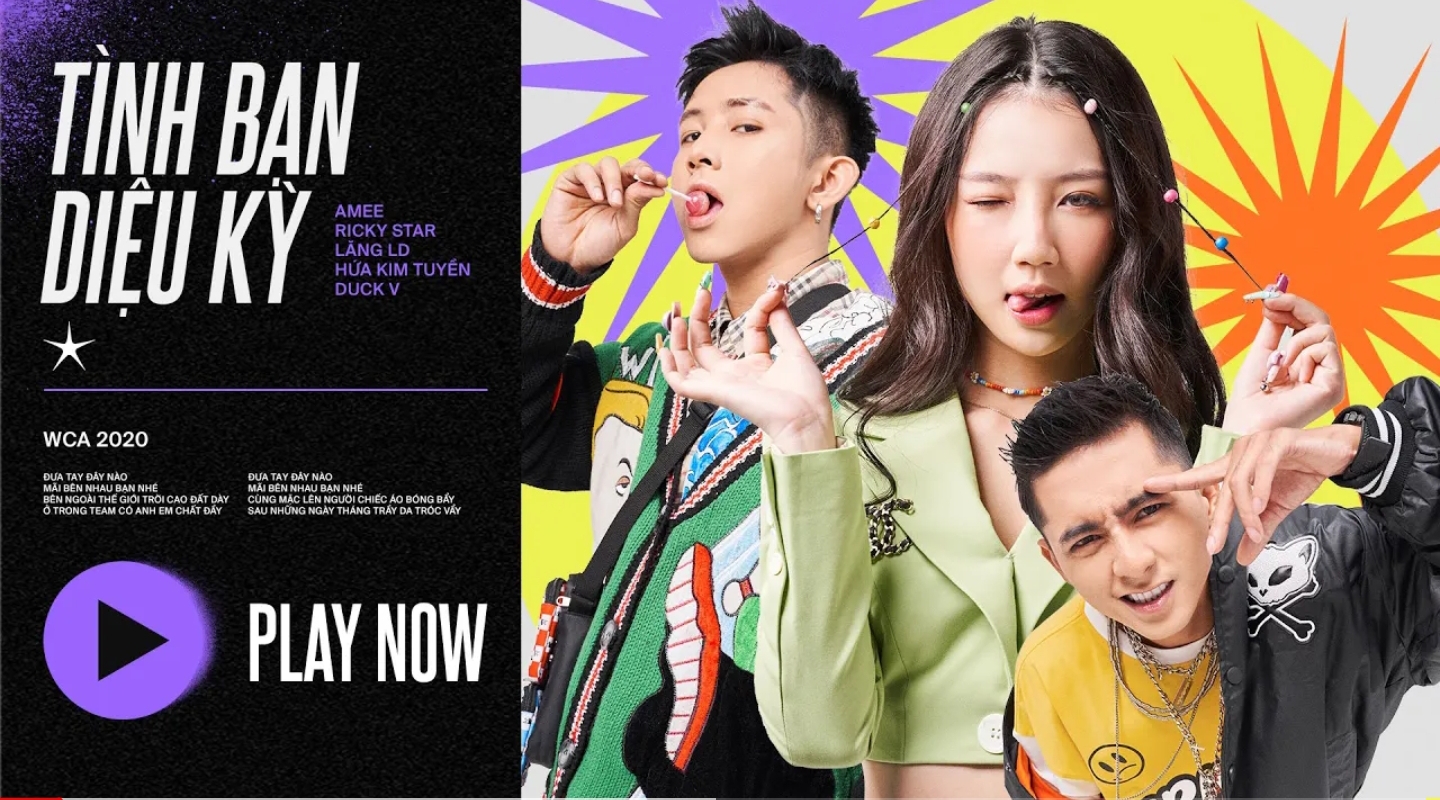 TÌNH BẠN
DIỆU KỲ
AMEE
RICKY STAR
LĂNG LD
HỨA KIM TUYỀN
DUCK V
WCA 2020
ĐƯA TAY ĐÂY NÀO
MÃI BÊN NHAU BẠN NHÉ
BÊN NGOÀI THẾ GIỚI TRỜI CAO ĐẤT DÀY
Ở TRONG TEAM CÓ ANH EM CHẤT ĐẦY
ĐƯA TAY ĐÂY NÀO
MÃI BÊN NHAU BẠN NHÉ
CÙNG MẶC LÊN NGƯỜI CHIẾC ÁO BÓNG BẨY
SAU NHỮNG NGÀY THÁNG TRẦY DA TRÓC VẨY
PLAY NOW